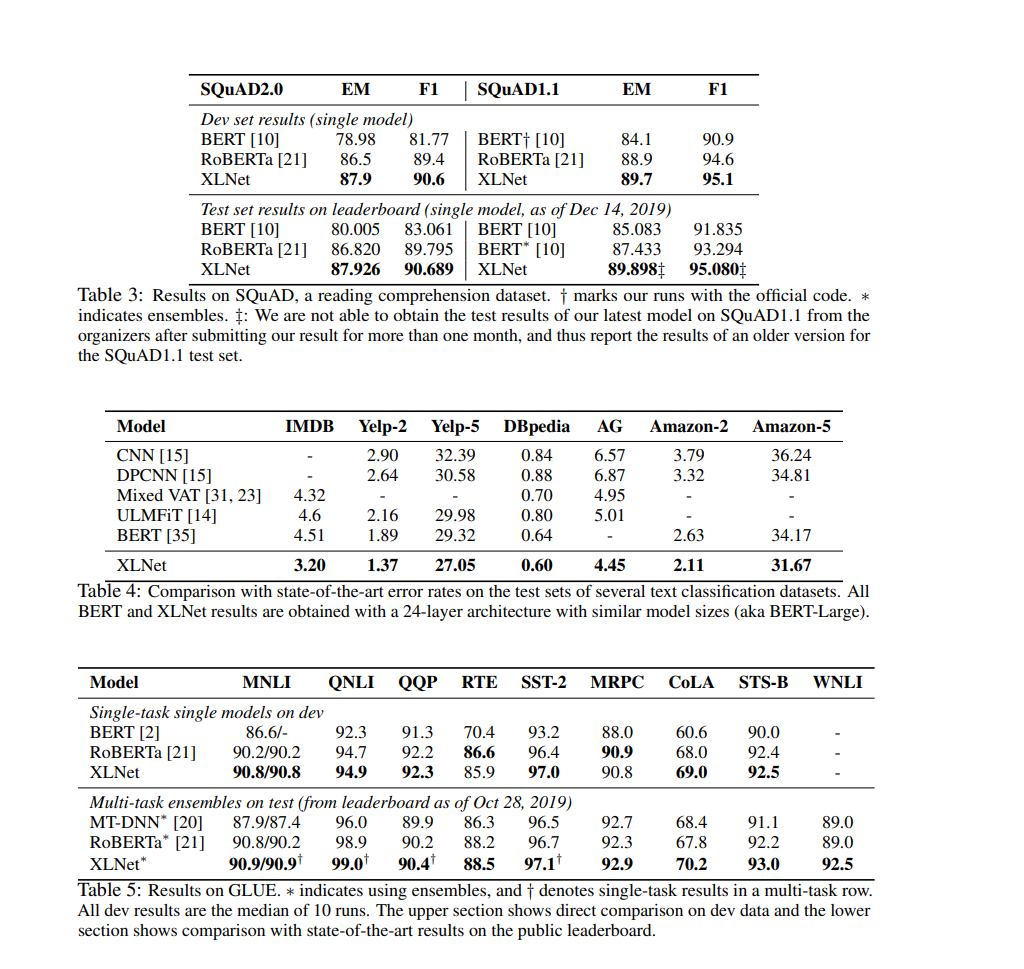 SQuAD2.0 EM F1 SQuAD1.1 EM F1
Dev set results (single model)
BERT [10] 78.98 81.77 BERT† [10] 84.1 90.9
RoBERTa [21] 86.5 89.4 RoBERTa [21] 88.9 94.6
XLNet 87.9 90.6 XLNet 89.7 95.1
Test set results on leaderboard (single model, as of Dec 14, 2019)
BERT [10] 80.005 83.061 BERT [10] 85.083 91.835
RoBERTa [21] 86.820 89.795 BERT* [10] 87.433 93.294
XLNet 87.926 90.689 XLNet 89.898‡ 95.080‡
Table 3: Results on SQuAD, a reading comprehension dataset. † marks our runs with the official code. ∗
indicates ensembles. ‡: We are not able to obtain the test results of our latest model on SQuAD1.1 from the
organizers after submitting our result for more than one month, and thus report the results of an older version for
the SQuAD1.1 test set.
Model IMDB Yelp-2 Yelp-5 DBpedia AG Amazon-2 Amazon-5
CNN [15] - 2.90 32.39 0.84 6.57 3.79 36.24
DPCNN [15] - 2.64 30.58 0.88 6.87 3.32 34.81
Mixed VAT [31, 23] 4.32 - - 0.70 4.95 - -
ULMFiT [14] 4.6 2.16 29.98 0.80 5.01 - -
BERT [35] 4.51 1.89 29.32 0.64 - 2.63 34.17
XLNet 3.20 1.37 27.05 0.60 4.45 2.11 31.67
Table 4: Comparison with state-of-the-art error rates on the test sets of several text classification datasets. All
BERT and XLNet results are obtained with a 24-layer architecture with similar model sizes (aka BERT-Large).
Model MNLI QNLI QQP RTE SST-2 MRPC CoLA STS-B WNLI
Single-task single models on dev
BERT [2] 86.6/- 92.3 91.3 70.4 93.2 88.0 60.6 90.0 -
RoBERTa [21] 90.2/90.2 94.7 92.2 86.6 96.4 90.9 68.0 92.4 -
XLNet 90.8/90.8 94.9 92.3 85.9 97.0 90.8 69.0 92.5 -
Multi-task ensembles on test (from leaderboard as of Oct 28, 2019)
MT-DNN* [20] 87.9/87.4 96.0 89.9 86.3 96.5 92.7 68.4 91.1 89.0
RoBERTa* [21] 90.8/90.2 98.9 90.2 88.2 96.7 92.3 67.8 92.2 89.0
XLNet* 90.9/90.9† 99.0† 90.4† 88.5 97.1† 92.9 70.2 93.0 92.5
Table 5: Results on GLUE. ∗ indicates using ensembles, and † denotes single-task results in a multi-task row.
All dev results are the median of 10 runs. The upper section shows direct comparison on dev data and the lower
section shows comparison with state-of-the-art results on the public leaderboard.